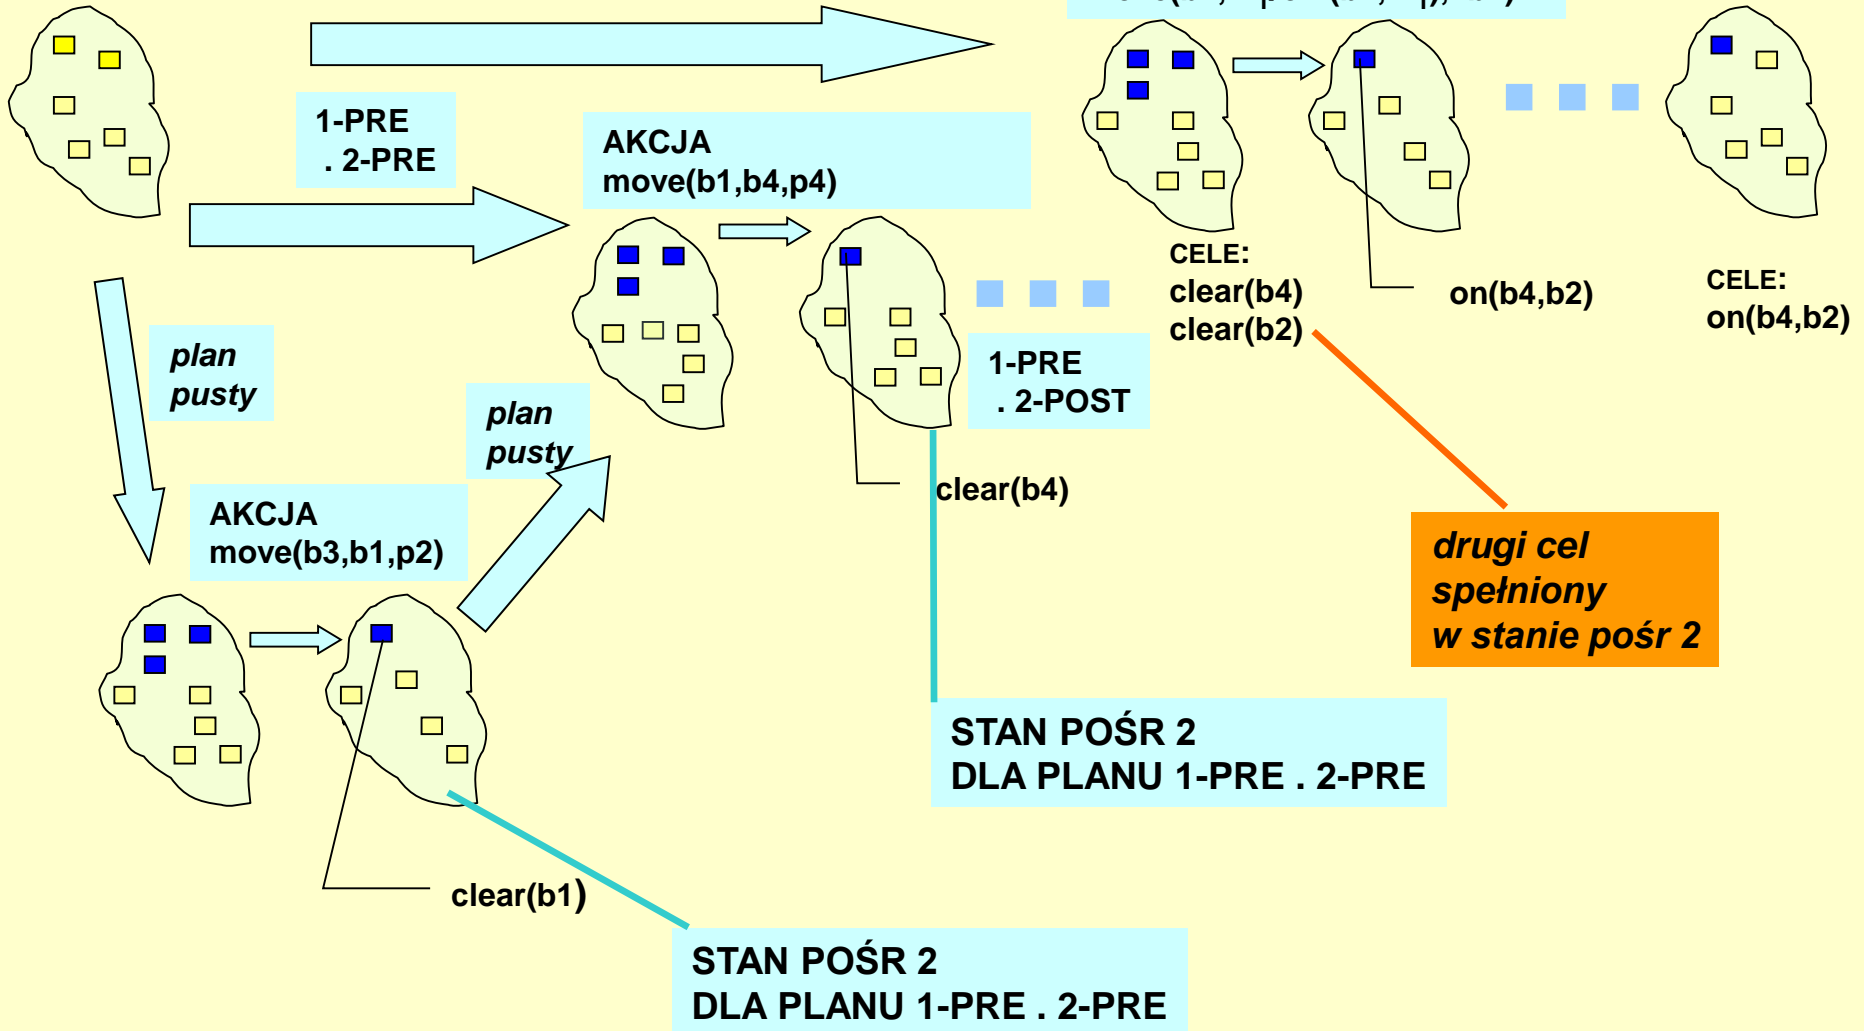 1-PRE
. 2-PRE
AKCJA
move(b1,b4,p4)
CELE:
clear(b4)
clear(b2)
on(b4,b2)
CELE:
on(b4,b2)
plan
pusty
1-PRE
. 2-POST
plan
pusty
clear(b4)
AKCJA
move(b3,b1,p2)
drugi cel
spełniony
w stanie pośr 2
STAN POŚR 2
DLA PLANU 1-PRE . 2-PRE
clear(b1)
STAN POŚR 2
DLA PLANU 1-PRE . 2-PRE